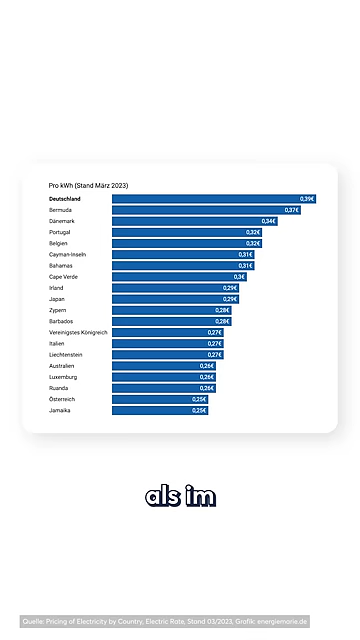 Pro kWh (Stand März 2023)
Deutschland 0,39€
Bermuda 0,37€
Dänemark 0,34€
Portugal 0,32€
Belgien 0,32€
Cayman-Inseln 0,31€
Bahamas 0,31€
Cape Verde 0,3€
Irland 0,29€
Japan 0,29€
Zypern 0,28€
Barbados 0,28€
Vereinigtes Königreich 0,27€
Italien 0,27€
Liechtenstein 0,27€
Australien 0,26€
Luxemburg 0,26€
Ruanda 0,26€
Österreich 0,25€
Jamaika 0,25€
als im
Quelle: Pricing of Electricity by Country, Electric Rate, Stand 03/2023, Grafik: energiemarie.de